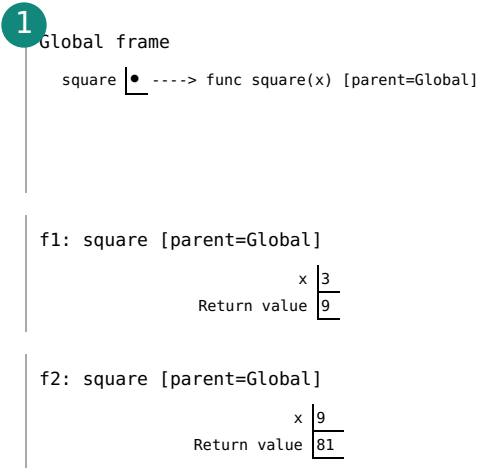 1
Global frame
square ----> func square(x) [parent=Global]
f1: square [parent=Global]
x 3
Return value 9
f2: square [parent=Global]
x 9
Return value 81